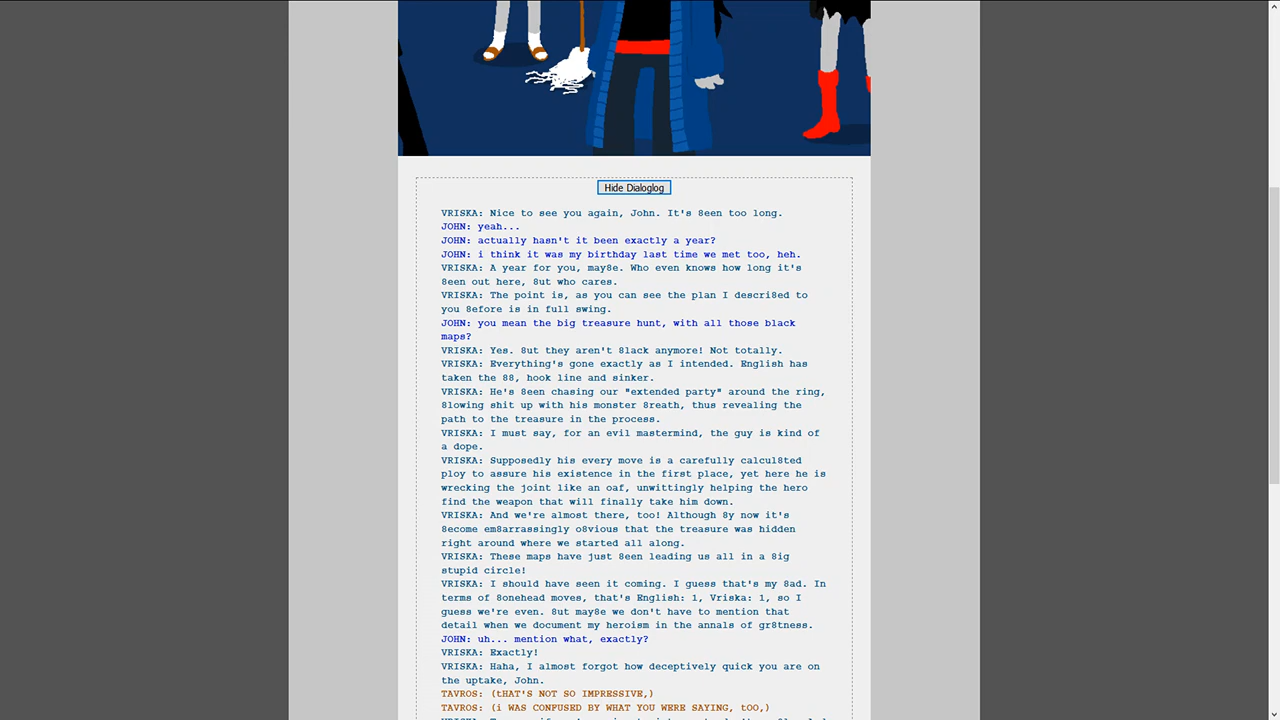 Hide Dialoglog
VRISKA: Nice to see you again, John. It's 8een too long.
JOHN: yeah...
JOHN: actually hasn't it been exactly a year?
JOHN: i think it was my birthday last time we met too, heh.
VRISKA: A year for you, may8e. Who even knows how long it's
8een out here, 8ut who cares.
VRISKA: The point is, as you can see the plan I descri8ed to
you 8efore is in full swing.
JOHN: you mean the big treasure hunt, with all those black
maps?
VRISKA: Yes. 8ut they aren't 8lack anymore! Not totally.
VRISKA: Everything's gone exactly as I intended. English has
taken the 88, hook line and sinker.
VRISKA: He's 8een chasing our "extended party" around the ring,
8lowing shit up with his monster 8reath, thus revealing the
path to the treasure in the process.
VRISKA: I must say, for an evil mastermind, the guy is kind of
a dope.
VRISKA: Supposedly his every move is a carefully calcul8ted
ploy to assure his existence in the first place, yet here he is
wrecking the joint like an oaf, unwittingly helping the hero
find the weapon that will finally take him down.
VRISKA: And we're almost there, too! Although 8y now it's
8ecome em8arrassingly o8vious that the treasure was hidden
right around where we started all along.
VRISKA: These maps have just 8een leading us all in a 8ig
stupid circle!
VRISKA: I should have seen it coming. I guess that's my 8ad. In
terms of 8onehead moves, that's English: 1, Vriska: 1, so I
guess we're even. 8ut may8e we don't have to mention that
detail when we document my heroism in the annals of gr8tness.
JOHN: uh... mention what, exactly?
VRISKA: Exactly!
VRISKA: Haha, I almost forgot how deceptively quick you are on
the uptake, John.
TAVROS: (tHAT'S NOT SO IMPRESSIVE,)
TAVROS: (i WAS CONFUSED BY WHAT YOU WERE SAYING, tOO,)